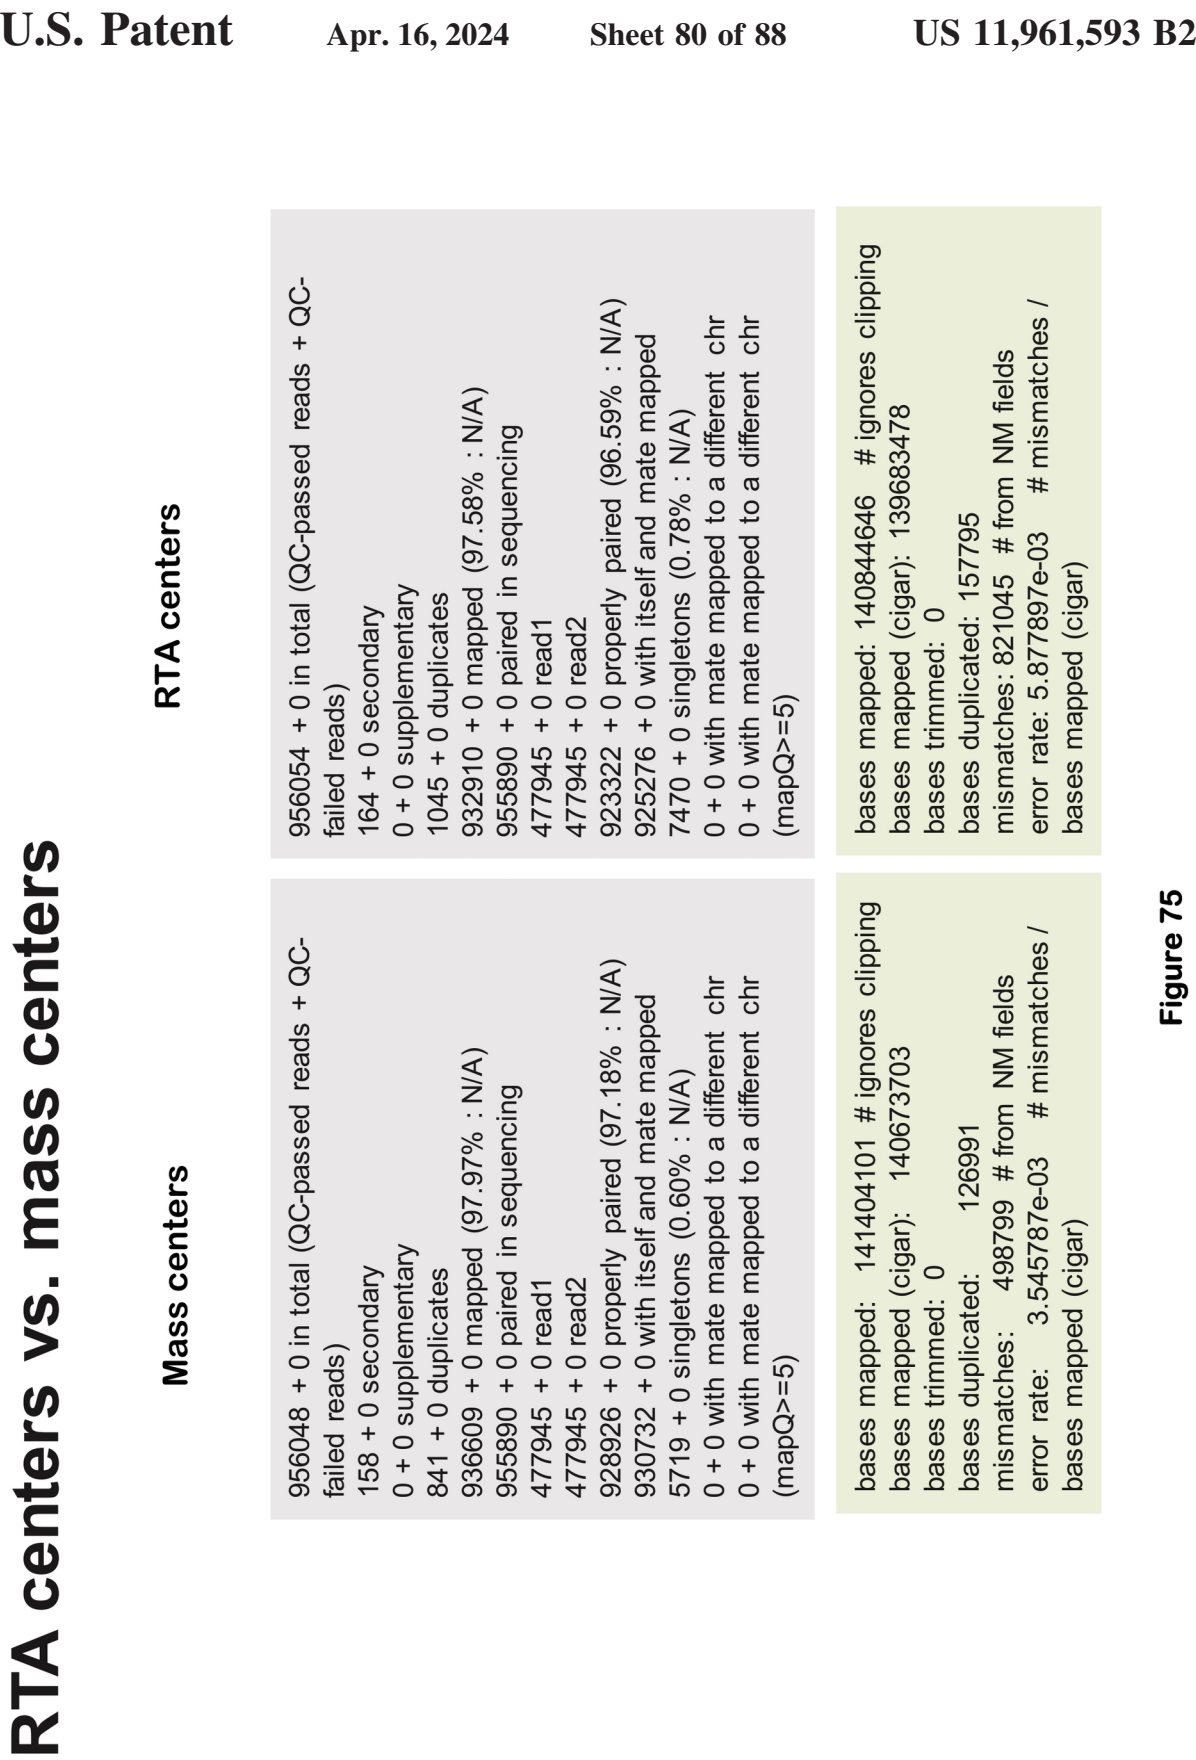 U.S. Patent Apr. 16, 2024 Sheet 80 of 88 US 11,961,593 B2
RTA centers vs. mass centers
Mass centers
956048 + 0 in total (QC-passed reads + QC-
failed reads)
158 + 0 secondary
0 + 0 supplementary
841 + 0 duplicates
936609 + 0 mapped (97.97% : N/A)
955890 + 0 paired in sequencing
477945 + 0 read1
477945 + 0 read2
928926 + 0 properly paired (97.18% : N/A)
930732 + 0 with itself and mate mapped
5719 + 0 singletons (0.60% : N/A)
0 + 0 with mate mapped to a different chr
0 + 0 with mate mapped to a different chr
(mapQ>=5)
bases mapped: 141404101 # ignores clipping
bases mapped (cigar): 140673703
bases trimmed: 0
bases duplicated: 126991
mismatches: 498799 # from NM fields
error rate: 3.545787e-03 # mismatches /
bases mapped (cigar)
RTA centers
956054 + 0 in total (QC-passed reads + QC-
failed reads)
164 + 0 secondary
0 + 0 supplementary
1045 + 0 duplicates
932910 + 0 mapped (97.58% : N/A)
955890 + 0 paired in sequencing
477945 + 0 read1
477945 + 0 read2
923322 + 0 properly paired (96.59% : N/A)
925276 + 0 with itself and mate mapped
7470 + 0 singletons (0.78% : N/A)
0 + 0 with mate mapped to a different chr
0 + 0 with mate mapped to a different chr
(mapQ>=5)
bases mapped: 140844646 # ignores clipping
bases mapped (cigar): 139683478
bases trimmed: 0
bases duplicated: 157795
mismatches: 821045 # from NM fields
error rate: 5.877897e-03 # mismatches /
bases mapped (cigar)
Figure 75